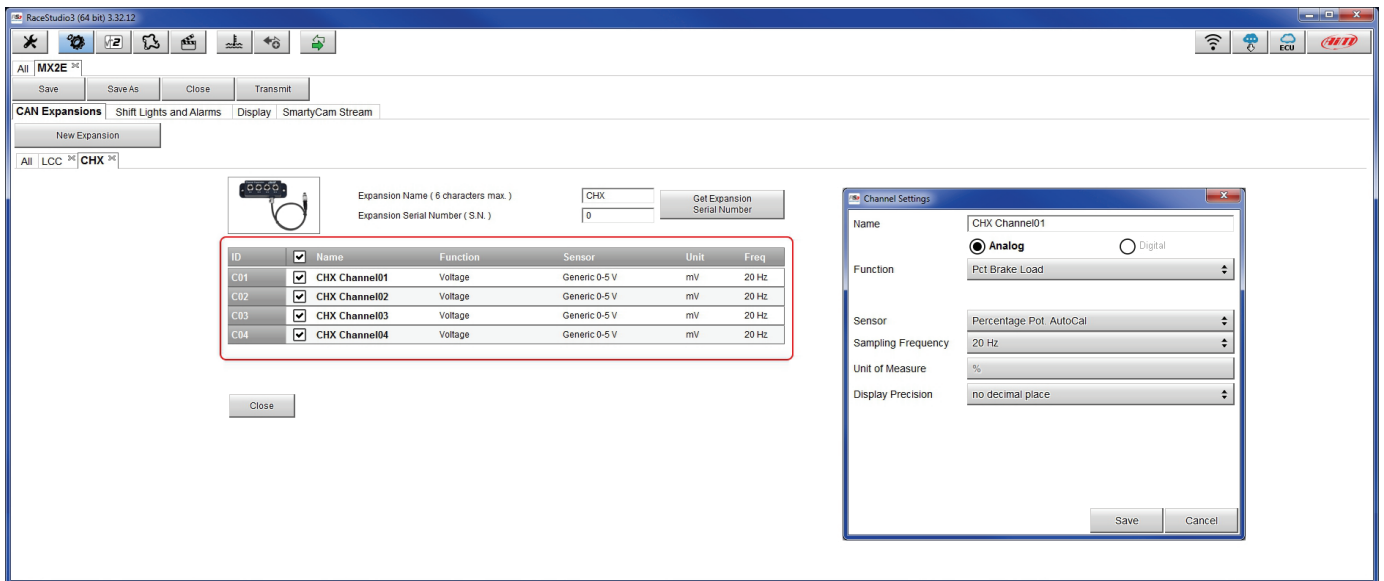 RaceStudio3 (64 bit) 3.32.12
ECU
All MX2E
Save Save As Close Transmit
CAN Expansions Shift Lights and Alarms Display SmartyCam Stream
New Expansion
All LCC CHX
Expansion Name ( 6 characters max. ) CHX
Expansion Serial Number ( S.N. ) 0
Get Expansion
Serial Number
ID Name Function Sensor Unit Freq
C01 CHX Channel01 Voltage Generic 0-5 V mV 20 Hz
C02 CHX Channel02 Voltage Generic 0-5 V mV 20 Hz
C03 CHX Channel03 Voltage Generic 0-5 V mV 20 Hz
C04 CHX Channel04 Voltage Generic 0-5 V mV 20 Hz
Close
Channel Settings
Name CHX Channel01
Analog Digital
Function Pct Brake Load
Sensor Percentage Pot. AutoCal
Sampling Frequency 20 Hz
Unit of Measure %
Display Precision no decimal place
Save Cancel